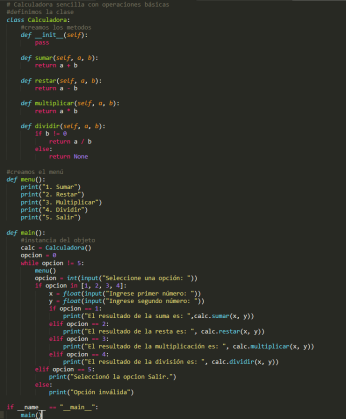 # Calculadora sencilla con operaciones básicas
#definimos la clase
class Calculadora:
    #creamos los metodos
    def __init__(self):
        pass

    def sumar(self, a, b):
        return a + b

    def restar(self, a, b):
        return a - b

    def multiplicar(self, a, b):
        return a * b

    def dividir(self, a, b):
        if b != 0
            return a / b
        else:
            return None

#creamos el menú
def menu():
    print("1. Sumar")
    print("2. Restar")
    print("3. Multiplicar")
    print("4. Dividir")
    print("5. Salir")

def main():
    #instancia del objeto
    calc = Calculadora()
    opcion = 0
    while opcion != 5:
        menu()
        opcion = int(input("Seleccione una opción: "))
        if opcion in [1, 2, 3, 4]:
            x = float(input("Ingrese primer número: "))
            y = float(input("Ingrese segundo número: "))
            if opcion == 1:
                print("El resultado de la suma es: ",calc.sumar(x, y))
            elif opcion == 2:
                print("El resultado de la resta es: ", calc.restar(x, y))
            elif opcion == 3:
                print("El resultado de la multiplicación es: ", calc.multiplicar(x, y))
            elif opcion == 4:
                print("El resultado de la división es: ", calc.dividir(x, y))
        elif opcion == 5:
            print("Seleccionó la opcion Salir.")
        else:
            print("Opción inválida")

if __name__ == "__main__":
    main()